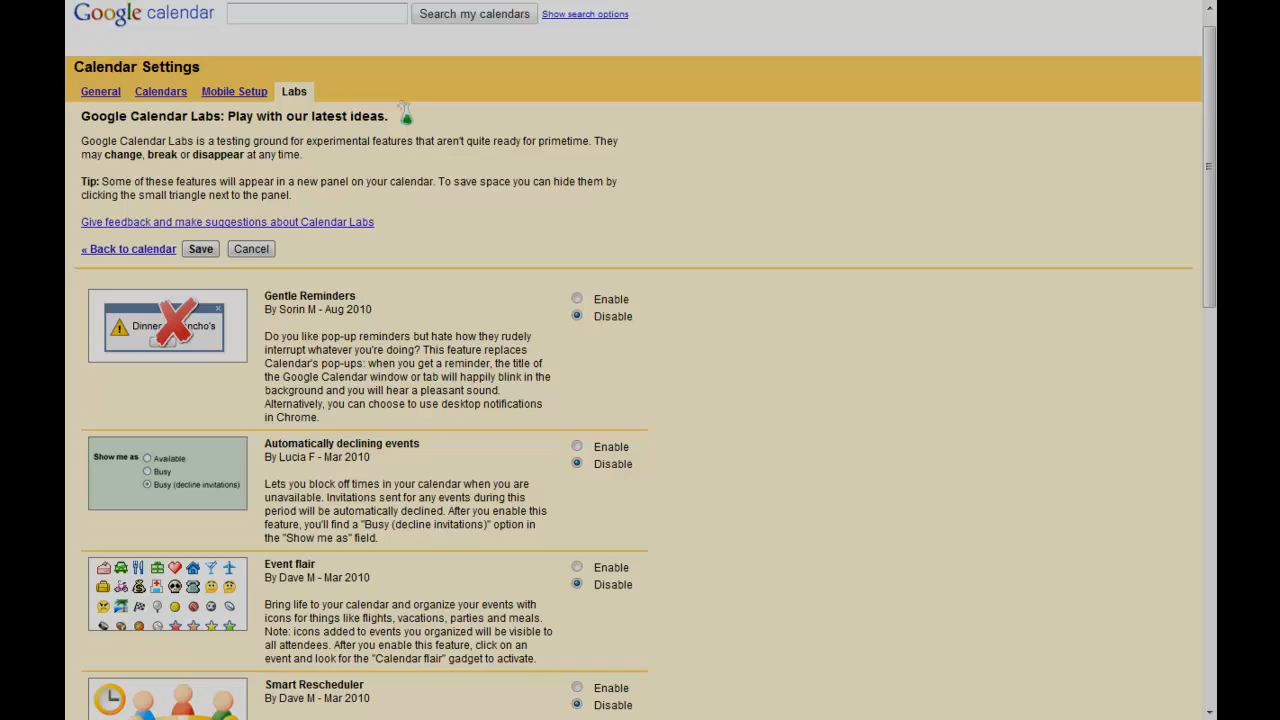 Google calendar Search my calendars Show search options
Calendar Settings
General Calendars Mobile Setup Labs
Google Calendar Labs: Play with our latest ideas.
Google Calendar Labs is a testing ground for experimental features that aren't quite ready for primetime. They
may change, break or disappear at any time.
Tip: Some of these features will appear in a new panel on your calendar. To save space you can hide them by
clicking the small triangle next to the panel.
Give feedback and make suggestions about Calendar Labs
« Back to calendar Save Cancel
Gentle Reminders
By Sorin M - Aug 2010
Enable
Disable
Dinner
Do you like pop-up reminders but hate how they rudely
interrupt whatever you're doing? This feature replaces
Calendar's pop-ups: when you get a reminder, the title of
the Google Calendar window or tab will happily blink in the
background and you will hear a pleasant sound.
Alternatively, you can choose to use desktop notifications
in Chrome.
Automatically declining events
By Lucia F - Mar 2010
Enable
Disable
Show me as Available
Busy
Busy (decline invitations)
Lets you block off times in your calendar when you are
unavailable. Invitations sent for any events during this
period will be automatically declined. After you enable this
feature, you'll find a "Busy (decline invitations)" option in
the "Show me as" field.
Event flair
By Dave M - Mar 2010
Enable
Disable
Bring life to your calendar and organize your events with
icons for things like flights, vacations, parties and meals.
Note: icons added to events you organized will be visible to
all attendees. After you enable this feature, click on an
event and look for the "Calendar flair" gadget to activate.
Smart Rescheduler
By Dave M - Mar 2010
Enable
Disable